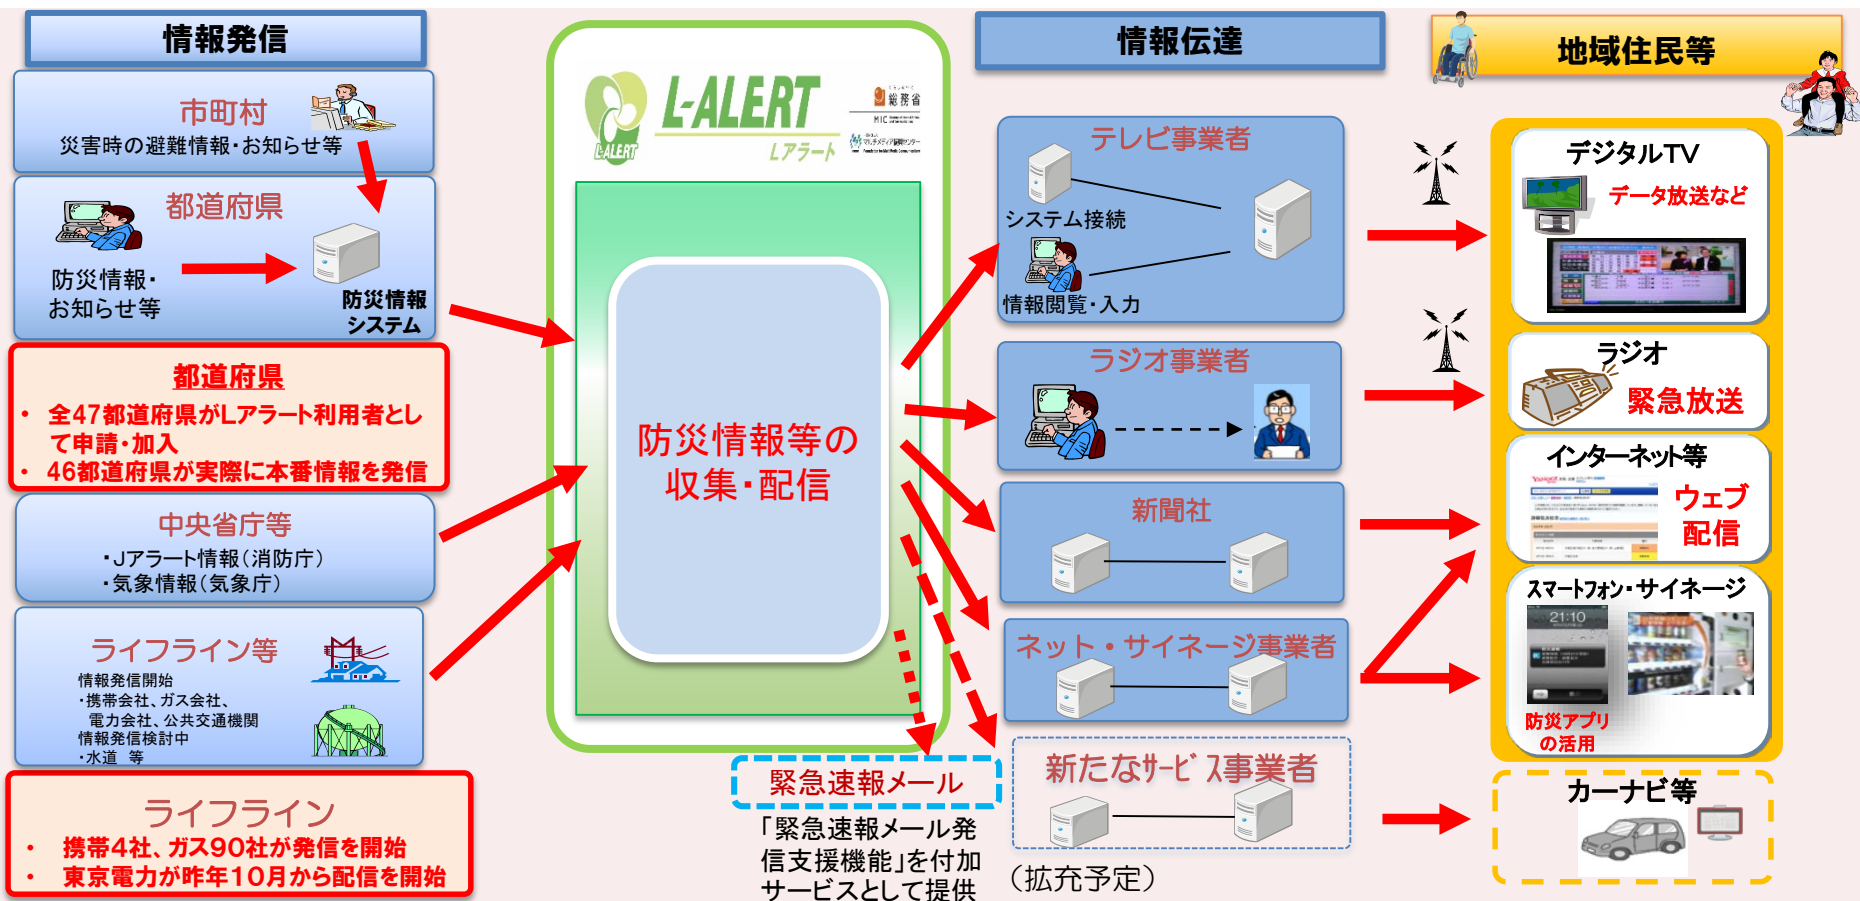 情報発信
市町村
災害時の避難情報・お知らせ等
都道府県
防災情報・
お知らせ等
防災情報
システム
都道府県
・ 全47都道府県がLアラート利用者とし
て申請・加入
・ 46都道府県が実際に本番情報を発信
中央省庁等
・Jアラート情報(消防庁)
・気象情報(気象庁)
ライフライン等
情報発信開始
・携帯会社、ガス会社、
電力会社、公共交通機関
情報発信検討中
・水道 等
ライフライン
・ 携帯4社、ガス90社が発信を開始
・ 東京電力が昨年10月から配信を開始
L-ALERT
L-ALERT
Lアラート
総務省
MIC
防災情報等の
収集・配信
緊急速報メール
「緊急速報メール発
信支援機能」を付加
サービスとして提供
情報伝達
テレビ事業者
システム接続
情報閲覧・入力
ラジオ事業者
新聞社
ネット・サイネージ事業者
新たなサービス事業者
(拡充予定)
地域住民等
デジタルTV
データ放送など
ラジオ
緊急放送
インターネット等
ウェブ
配信
スマートフォン・サイネージ
21:10
防災アプリ
の活用
カーナビ等